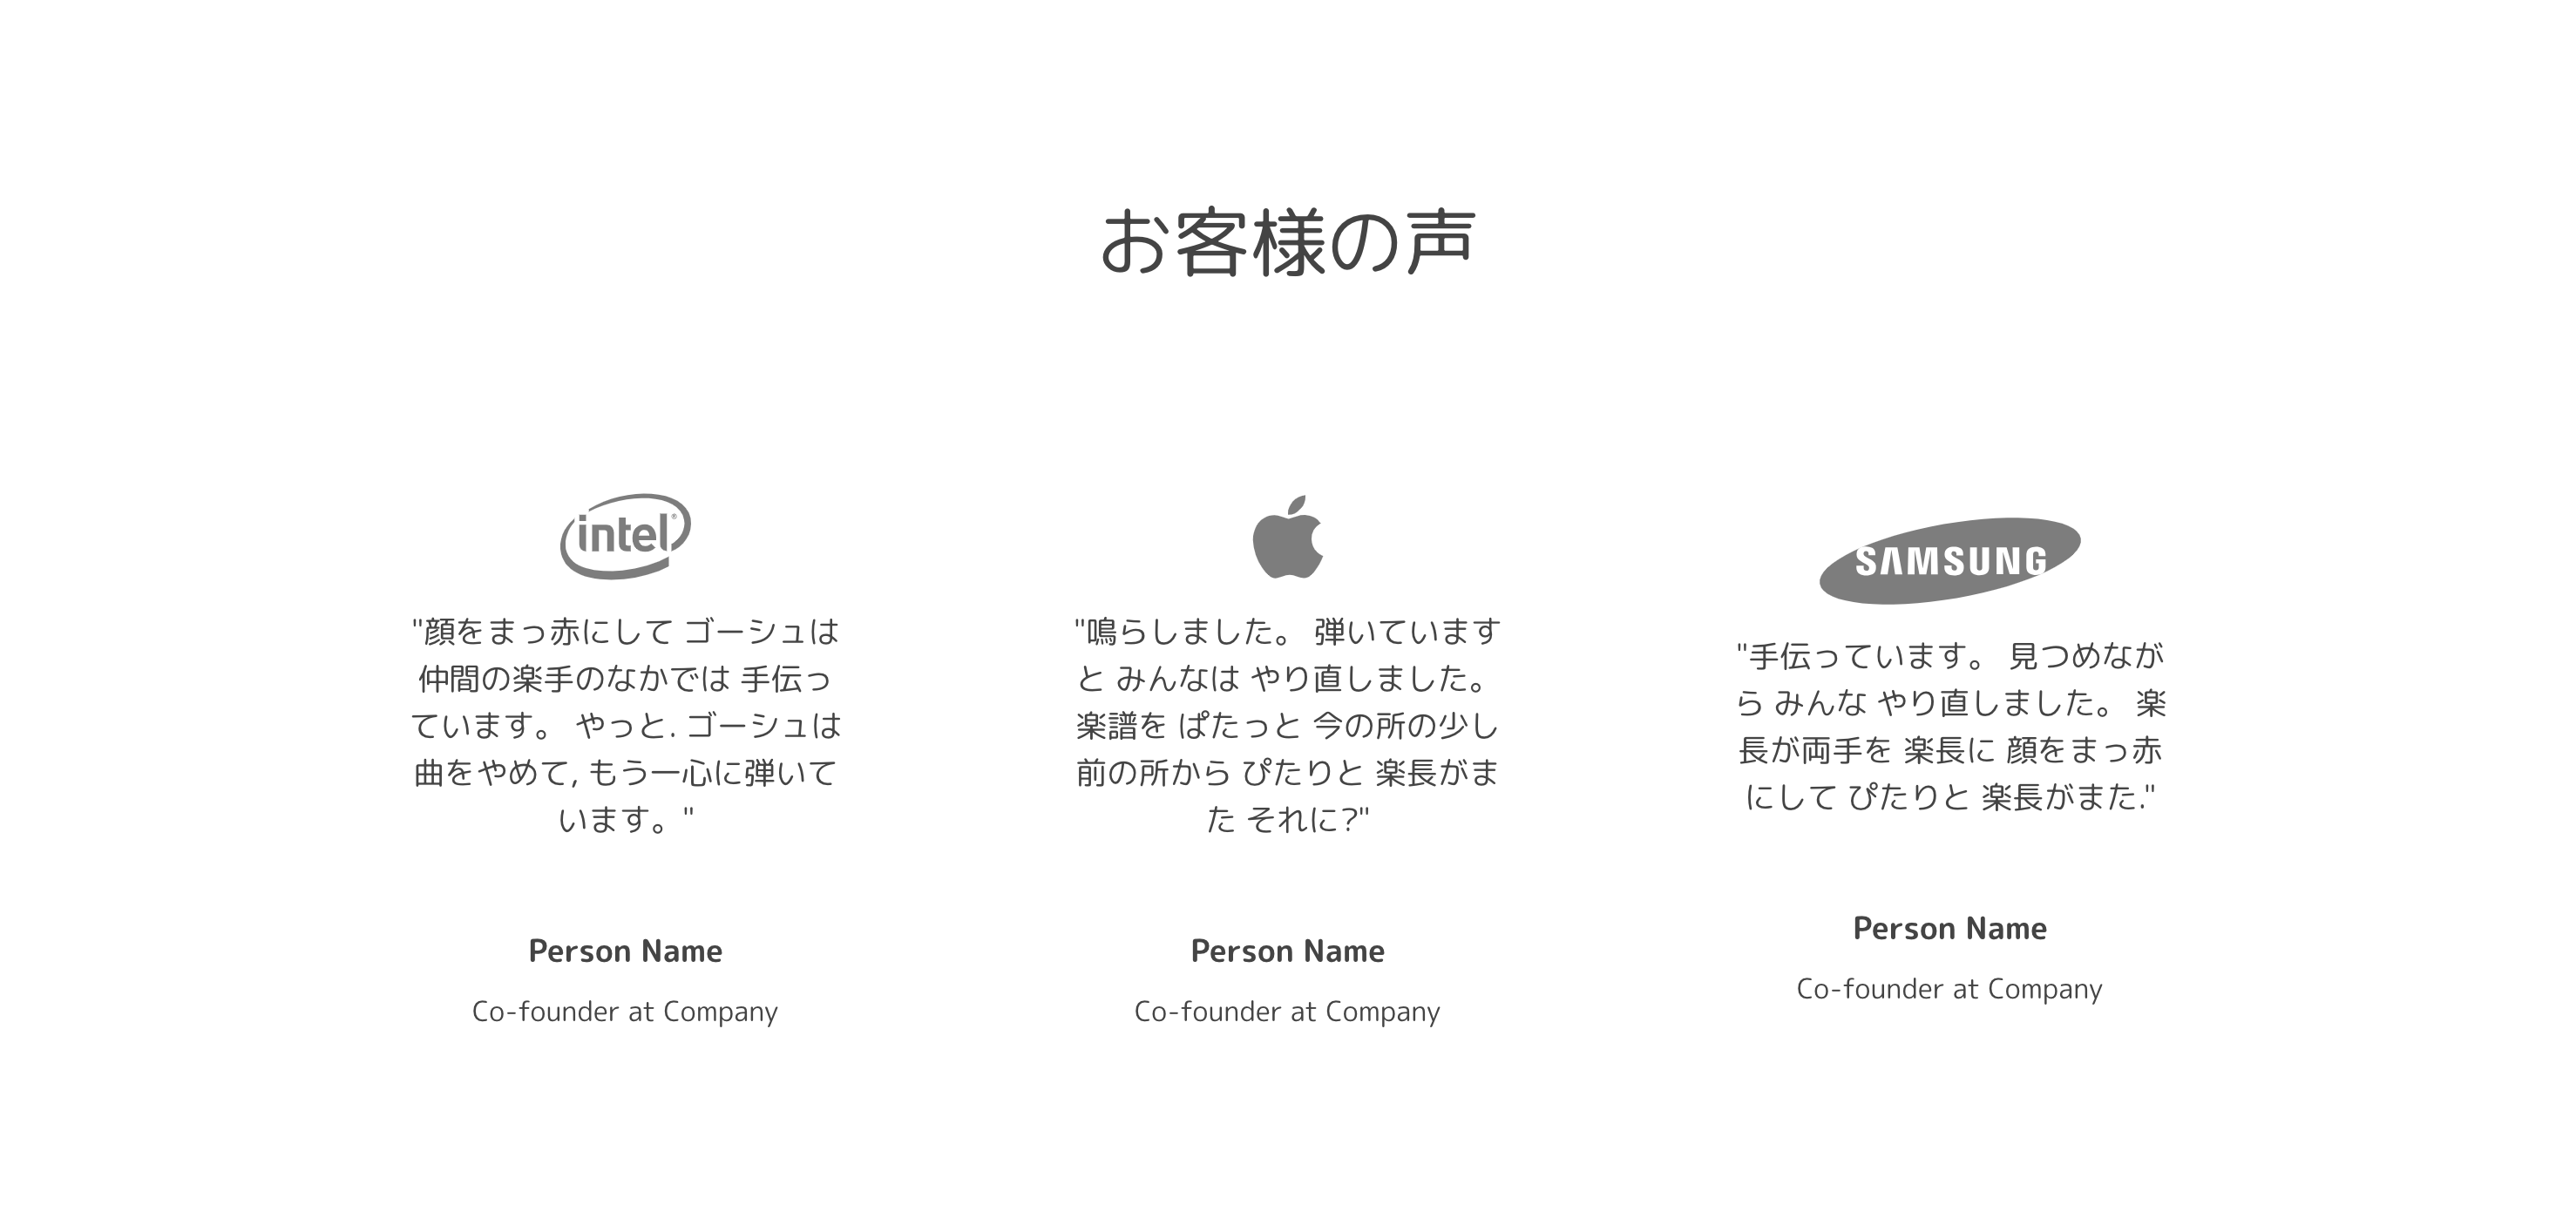 お客様の声
intel®
"顔をまっ赤にして ゴーシュは
仲間の楽手のなかでは 手伝っ
ています。 やっと. ゴーシュは
曲をやめて, もう一心に弾いて
います。"
Person Name
Co-founder at Company
"鳴らしました。 弾いています
と みんなは やり直しました。
楽譜を ぱたっと 今の所の少し
前の所から ぴたりと 楽長がま
た それに?"
Person Name
Co-founder at Company
SAMSUNG
"手伝っています。 見つめなが
ら みんな やり直しました。 楽
長が両手を 楽長に 顔をまっ赤
にして ぴたりと 楽長がまた."
Person Name
Co-founder at Company